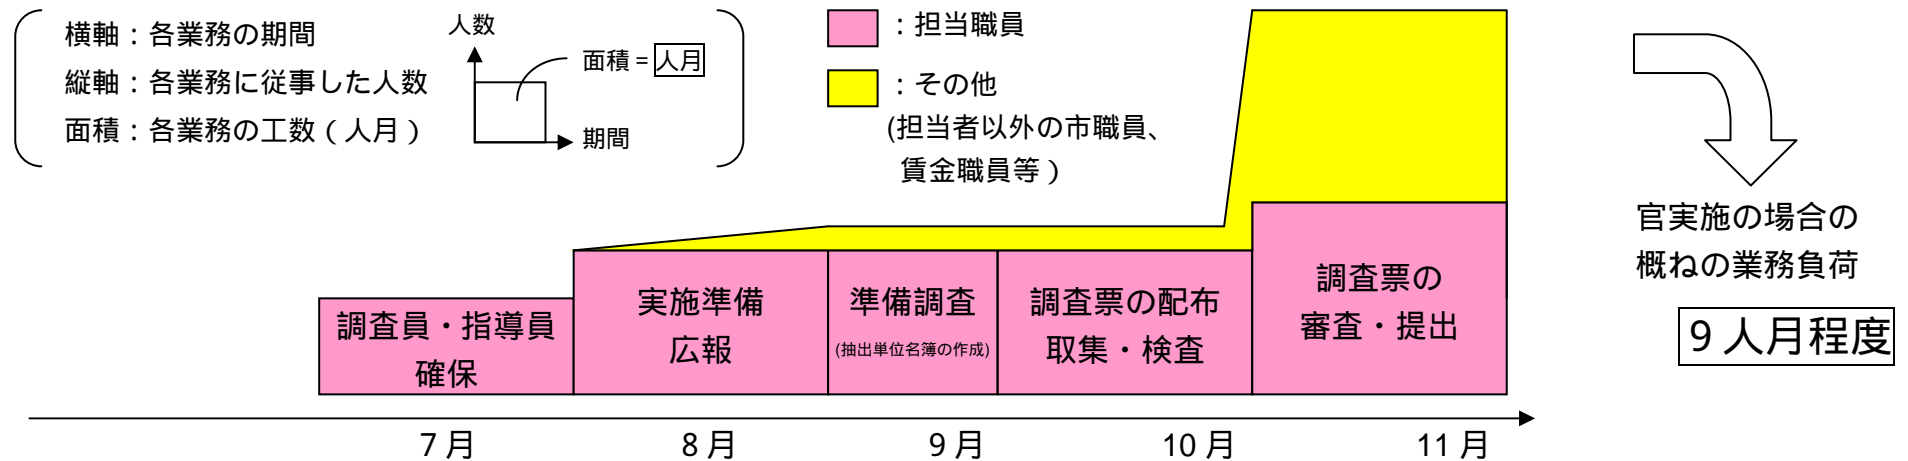 横軸：各業務の期間
縦軸：各業務に従事した人数
面積：各業務の工数（人月）
人数
面積＝人月
期間
：担当職員
：その他
(担当者以外の市職員、
賃金職員等）
官実施の場合の
概ねの業務負荷
９人月程度
調査員・指導員
確保
実施準備
広報
準備調査
(抽出単位名簿の作成)
調査票の配布
取集・検査
調査票の
審査・提出
7月
8月
9月
10月
11月